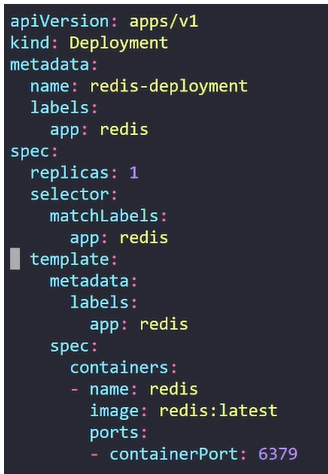 apiVersion: apps/v1
kind: Deployment
metadata:
  name: redis-deployment
  labels:
    app: redis
spec:
  replicas: 1
  selector:
    matchLabels:
      app: redis
  template:
    metadata:
      labels:
        app: redis
    spec:
      containers:
      - name: redis
        image: redis:latest
        ports:
        - containerPort: 6379